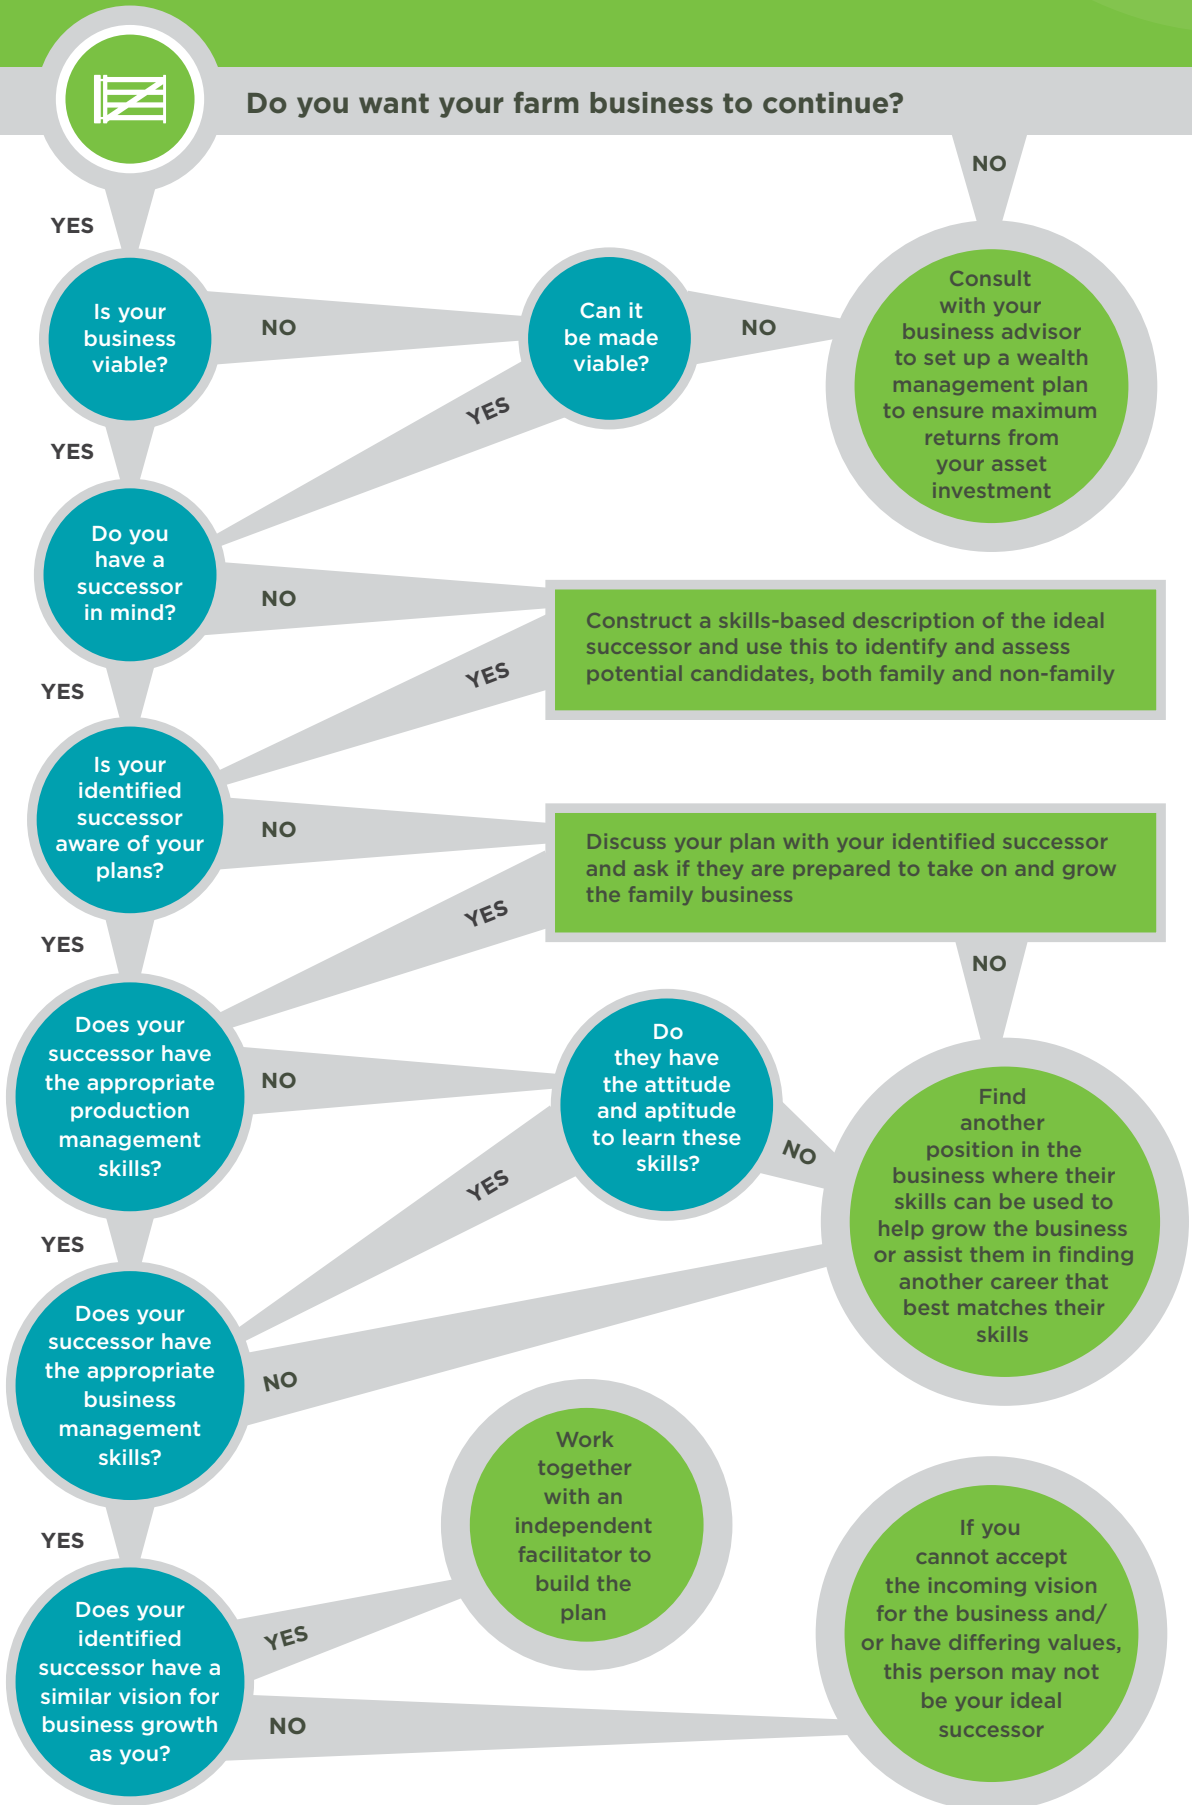 Do you want your farm business to continue?
NO
YES
Is your
business
viable?
NO
Can it
be made
viable?
NO
Consult
with your
business advisor
to set up a wealth
management plan
to ensure maximum
returns from
your asset
investment
YES
YES
Do you
have a
successor
in mind?
NO
Construct a skills-based description of the ideal
successor and use this to identify and assess
potential candidates, both family and non-family
YES
YES
Is your
identified
successor
aware of your
plans?
NO
Discuss your plan with your identified successor
and ask if they are prepared to take on and grow
the family business
YES
NO
YES
Does your
successor have
the appropriate
production
management
skills?
NO
Do
they have
the attitude
and aptitude
to learn these
skills?
NO
Find
another
position in the
business where their
skills can be used to
help grow the business
or assist them in finding
another career that
best matches their
skills
YES
YES
Does your
successor have
the appropriate
business
management
skills?
NO
Work
together
with an
independent
facilitator to
build the
plan
YES
Does your
identified
successor have a
similar vision for
business growth
as you?
YES
NO
If you
cannot accept
the incoming vision
for the business and/
or have differing values,
this person may not
be your ideal
successor